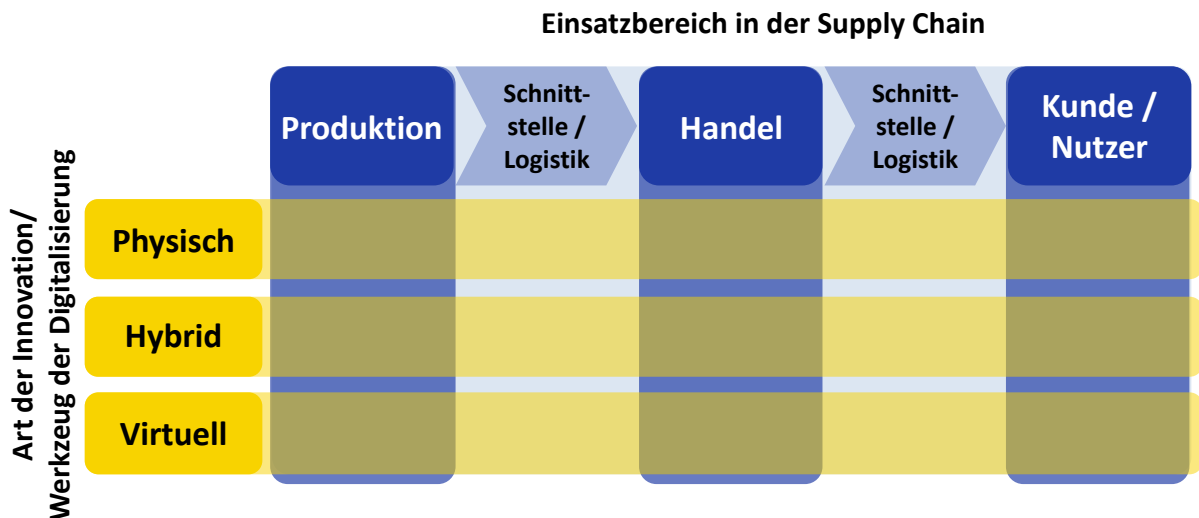 Einsatzbereich in der Supply Chain
Produktion
Schnitt-
stelle /
Logistik
Handel
Schnitt-
stelle /
Logistik
Kunde /
Nutzer
Art der Innovation/
Werkzeug der Digitalisierung
Physisch
Hybrid
Virtuell